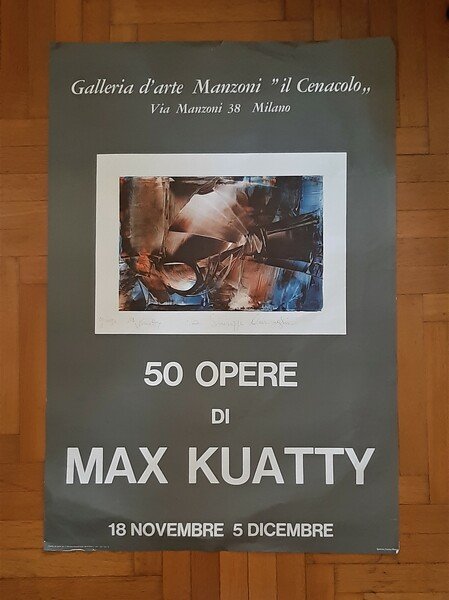 Galleria d'arte Manzoni "il Cenacolo„
Via Manzoni 38 Milano
50 OPERE
DI
MAX KUATTY
18 NOVEMBRE 5 DICEMBRE